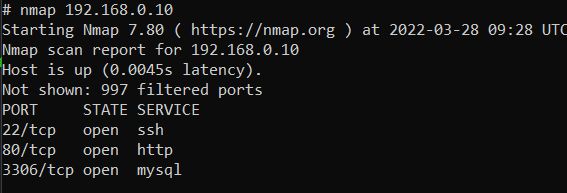 # nmap 192.168.0.10
Starting Nmap 7.80 ( https://nmap.org ) at 2022-03-28 09:28 UTC
Nmap scan report for 192.168.0.10
Host is up (0.0045s latency).
Not shown: 997 filtered ports
PORT     STATE SERVICE
22/tcp   open  ssh
80/tcp   open  http
3306/tcp open  mysql